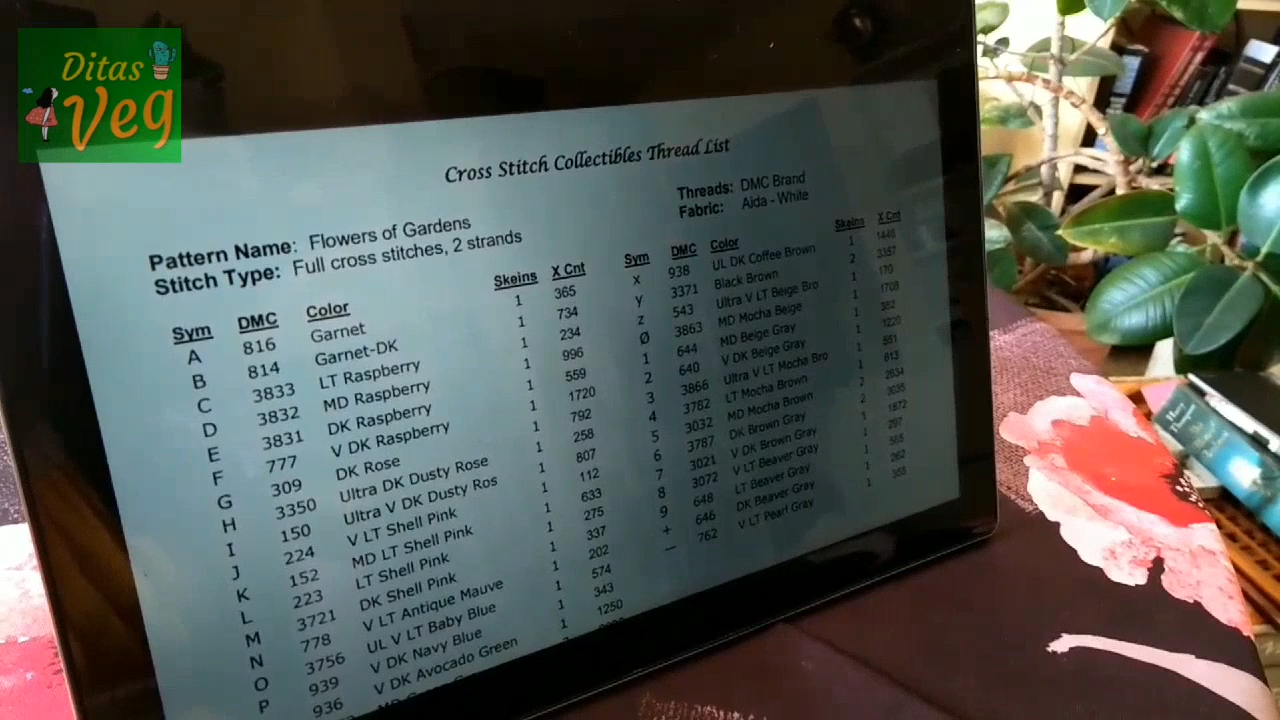 Ditas
Veg
Cross Stitch Collectibles Thread List
Pattern Name: Flowers of Gardens
Stitch Type: Full cross stitches, 2 strands
Threads: DMC Brand
Fabric: Aida - White
Sym DMC Color Skeins X Cnt
A 816 Garnet 1 365
B 814 Garnet-DK 1 734
C 3833 LT Raspberry 1 234
D 3832 MD Raspberry 1 996
E 3831 DK Raspberry 1 559
F 777 V DK Raspberry 1 1720
G 309 DK Rose 1 792
H 3350 Ultra DK Dusty Rose 1 258
I 150 Ultra V DK Dusty Ros 1 807
J 224 V LT Shell Pink 1 112
K 152 MD LT Shell Pink 1 633
L 223 LT Shell Pink 1 275
M 3721 DK Shell Pink 1 337
N 778 V LT Antique Mauve 1 202
O 3756 UL V LT Baby Blue 1 574
P 939 V DK Navy Blue 1 343
936 V DK Avocado Green 1 1250
Sym DMC Color Skeins X Cnt
X 938 UL DK Coffee Brown 1 1446
Y 3371 Black Brown 2 3357
Z 543 Ultra V LT Beige Bro 1 170
Ø 3863 MD Mocha Beige 1 1708
1 644 MD Beige Gray 1 382
2 640 V DK Beige Gray 1 1220
3 3866 Ultra V LT Mocha Bro 1 551
4 3782 LT Mocha Brown 1 813
5 3032 MD Mocha Brown 2 2634
6 3787 DK Brown Gray 2 3035
7 3021 V DK Brown Gray 1 1872
8 3072 V LT Beaver Gray 1 297
9 648 LT Beaver Gray 1 565
+ 646 DK Beaver Gray 1 262
— 762 V LT Pearl Gray 1 355